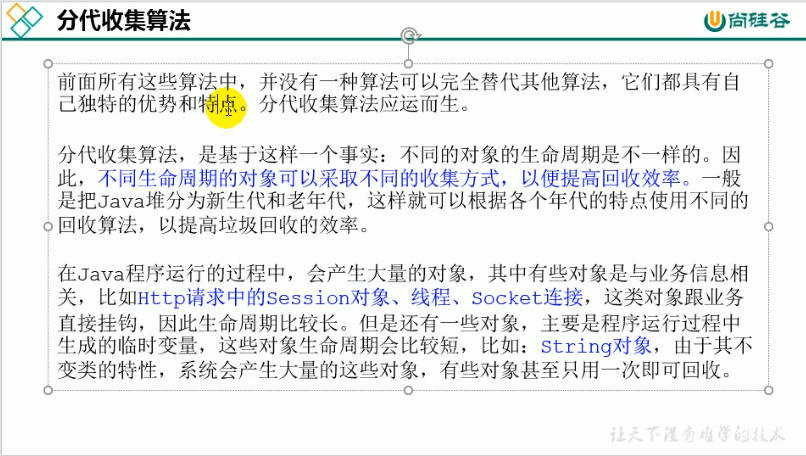 分代收集算法
尚硅谷
前面所有这些算法中，并没有一种算法可以完全替代其他算法，它们都具有自
己独特的优势和特点。分代收集算法应运而生。
分代收集算法，是基于这样一个事实：不同的对象的生命周期是不一样的。因
此，不同生命周期的对象可以采取不同的收集方式，以便提高回收效率。一般
是把Java堆分为新生代和老年代，这样就可以根据各个年代的特点使用不同的
回收算法，以提高垃圾回收的效率。
在Java程序运行的过程中，会产生大量的对象，其中有些对象是与业务信息相
关，比如Http请求中的Session对象、线程、Socket连接，这类对象跟业务
直接挂钩，因此生命周期比较长。但是还有一些对象，主要是程序运行过程中
生成的临时变量，这些对象生命周期会比较短，比如：String对象，由于其不
变类的特性，系统会产生大量的这些对象，有些对象甚至只用一次即可回收。
让天下没有难学的技术